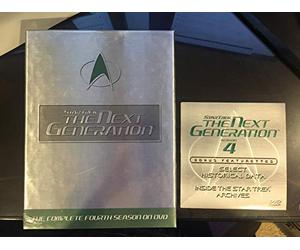 STAR TREK
THE NEXT
GENERATION
THE COMPLETE FOURTH SEASON ON DVD
STAR TREK
THE NEXT
GENERATION
4
BONUS FEATURETTES
SELECT
HISTORICAL DATA
INSIDE THE STAR TREK
ARCHIVES